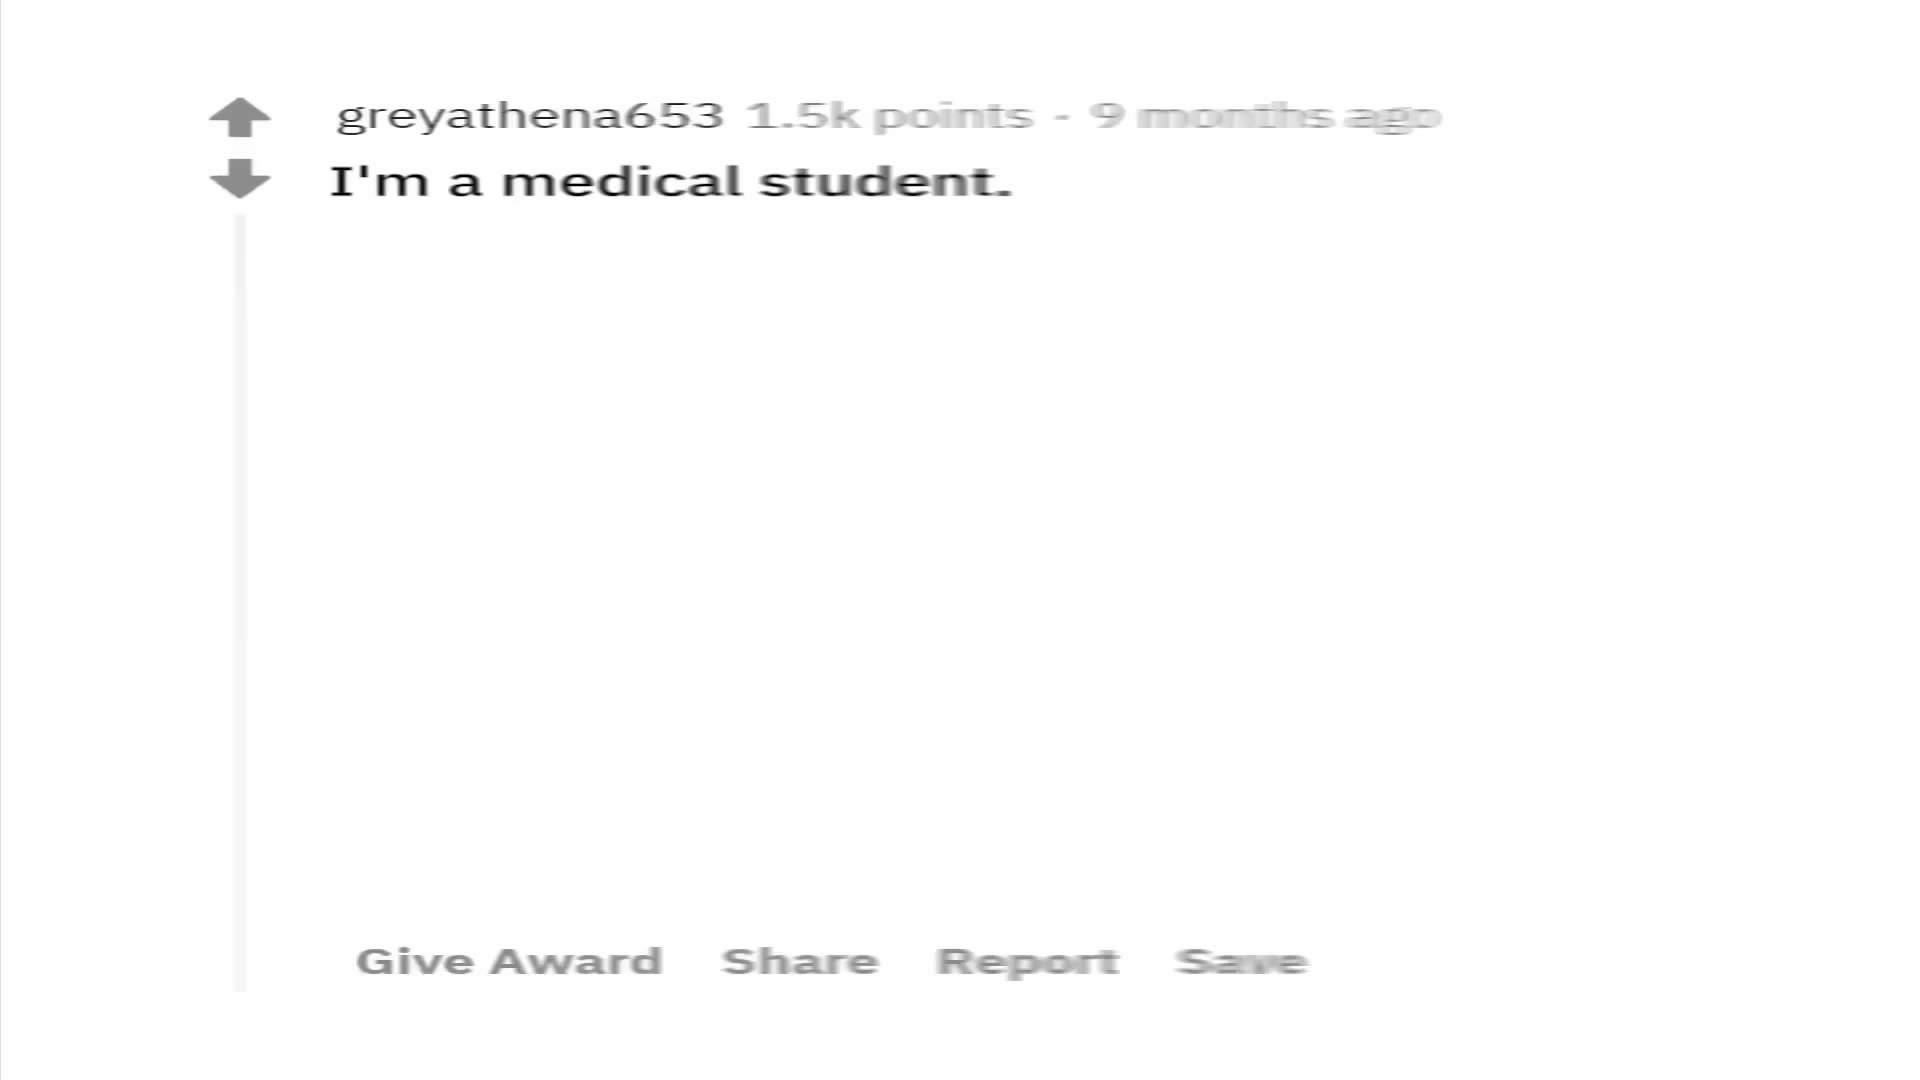 greyathena653 1.5k points · 9 months ago
I'm a medical student.
Give Award Share Report Save